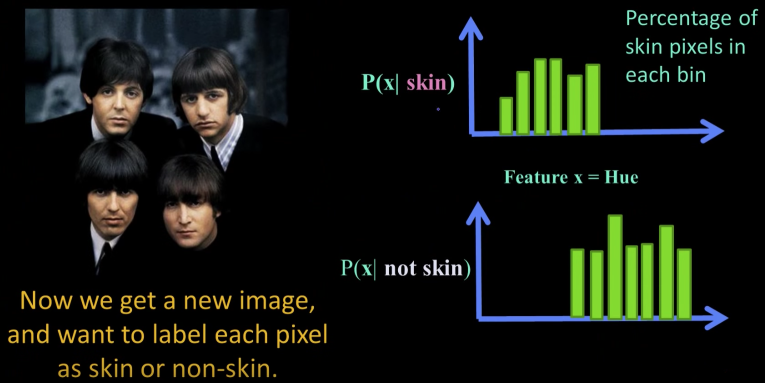 Percentage of
skin pixels in
each bin
P(x| skin)
Feature x = Hue
P(x| not skin)
Now we get a new image,
and want to label each pixel
as skin or non-skin.